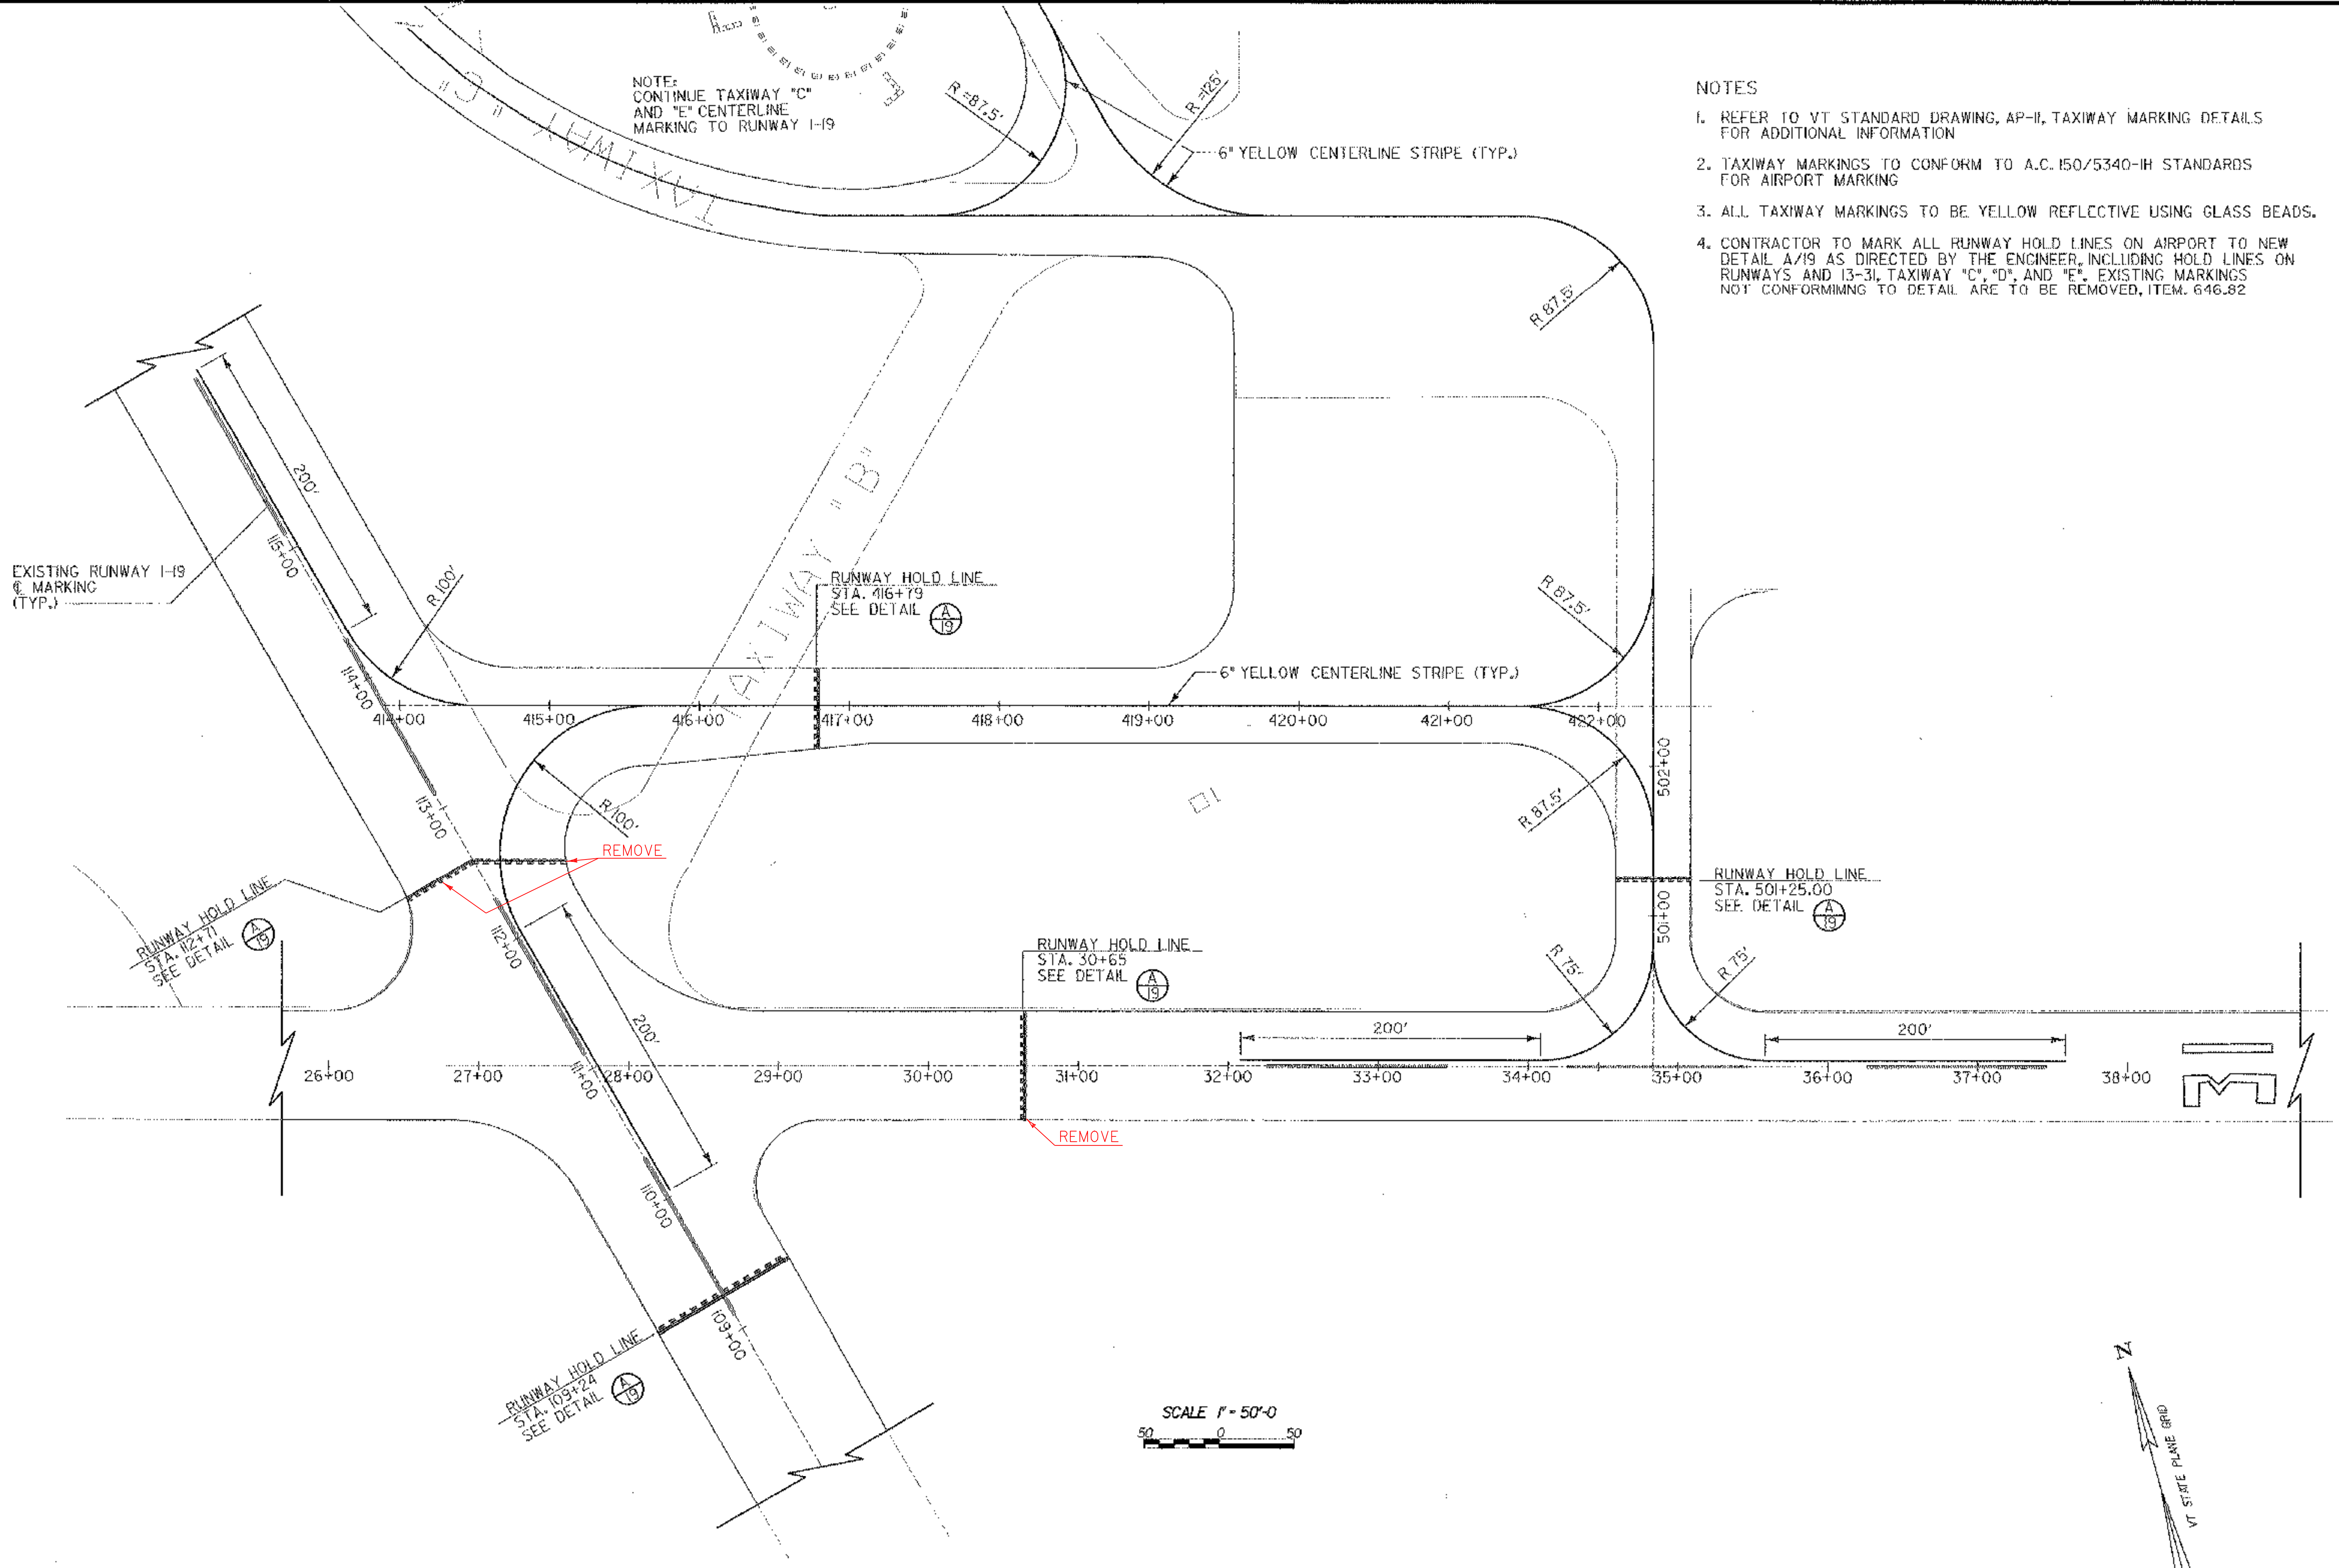 TAXIWAY "C"
E
NOTE:
CONTINUE TAXIWAY "C"
AND "E" CENTERLINE
MARKING TO RUNWAY 1-19
R =87.5'
R =125'
6" YELLOW CENTERLINE STRIPE (TYP.)
NOTES
1. REFER TO VT STANDARD DRAWING, AP-11, TAXIWAY MARKING DETAILS
FOR ADDITIONAL INFORMATION
2. TAXIWAY MARKINGS TO CONFORM TO A.C. 150/5340-1H STANDARDS
FOR AIRPORT MARKING
3. ALL TAXIWAY MARKINGS TO BE YELLOW REFLECTIVE USING GLASS BEADS.
4. CONTRACTOR TO MARK ALL RUNWAY HOLD LINES ON AIRPORT TO NEW
DETAIL A/19 AS DIRECTED BY THE ENGINEER, INCLUDING HOLD LINES ON
RUNWAYS AND 13-31, TAXIWAY "C", "D", AND "E". EXISTING MARKINGS
NOT CONFORMIMNG TO DETAIL ARE TO BE REMOVED, ITEM. 646.82
R 87.5'
200'
115+00
EXISTING RUNWAY 1-19
℄ MARKING
(TYP.)
R 100'
TAXIWAY "B"
RUNWAY HOLD LINE
STA. 416+79
SEE DETAIL A/19
R 87.5'
6" YELLOW CENTERLINE STRIPE (TYP.)
114+00
414+00 415+00 416+00 417+00 418+00 419+00 420+00 421+00 422+00
502+00
R 87.5'
113+00
R 100'
REMOVE
RUNWAY HOLD LINE
STA. 112+71
SEE DETAIL A/19
RUNWAY HOLD LINE
STA. 501+25.00
SEE DETAIL A/19
501+00
112+00
RUNWAY HOLD LINE
STA. 30+65
SEE DETAIL A/19
R 75'
R 75'
200'
200'
200'
111+00
26+00 27+00 28+00 29+00 30+00 31+00 32+00 33+00 34+00 35+00 36+00 37+00 38+00
31
REMOVE
110+00
109+00
RUNWAY HOLD LINE
STA. 109+24
SEE DETAIL A/19
SCALE 1" = 50'-0
50 0 50
N
VT STATE PLANE GRID